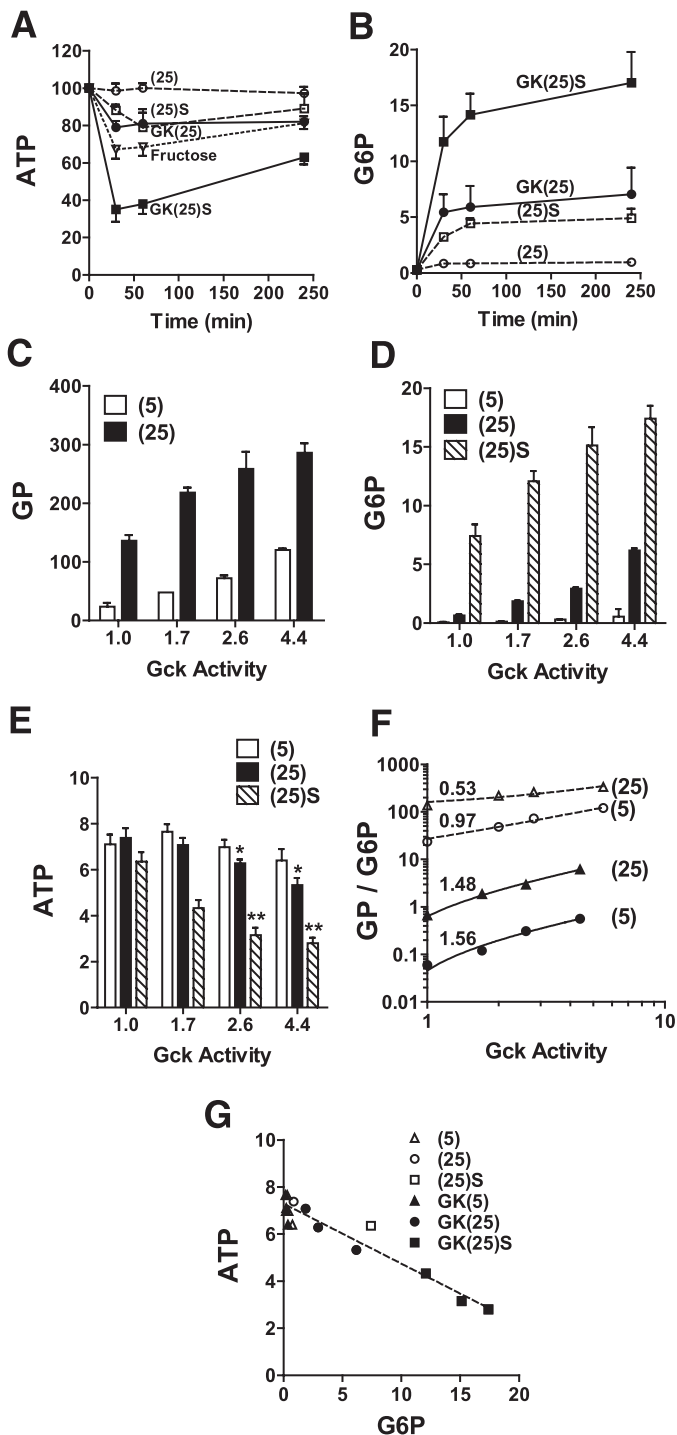 A
120
100
80
60
40
20
0
ATP
(25)
(25)S
GK(25)
Fructose
GK(25)S
0 50 100 150 200 250
Time (min)
B
20
15
10
5
0
G6P
GK(25)S
GK(25)
(25)S
(25)
0 50 100 150 200 250
Time (min)
C
400
300
200
100
0
GP
(5)
(25)
1.0 1.7 2.6 4.4
Gck Activity
D
20
15
10
5
0
G6P
(5)
(25)
(25)S
1.0 1.7 2.6 4.4
Gck Activity
E
(5)
(25)
(25)S
10
8
6
4
2
0
ATP
* **
* **
1.0 1.7 2.6 4.4
Gck Activity
F
1000
100
10
1
0.1
0.01
GP / G6P
0.53 (25)
0.97 (5)
1.48 (25)
1.56 (5)
1 10
Gck Activity
G
10
8
6
4
2
0
ATP
(5)
(25)
(25)S
GK(5)
GK(25)
GK(25)S
0 5 10 15 20
G6P